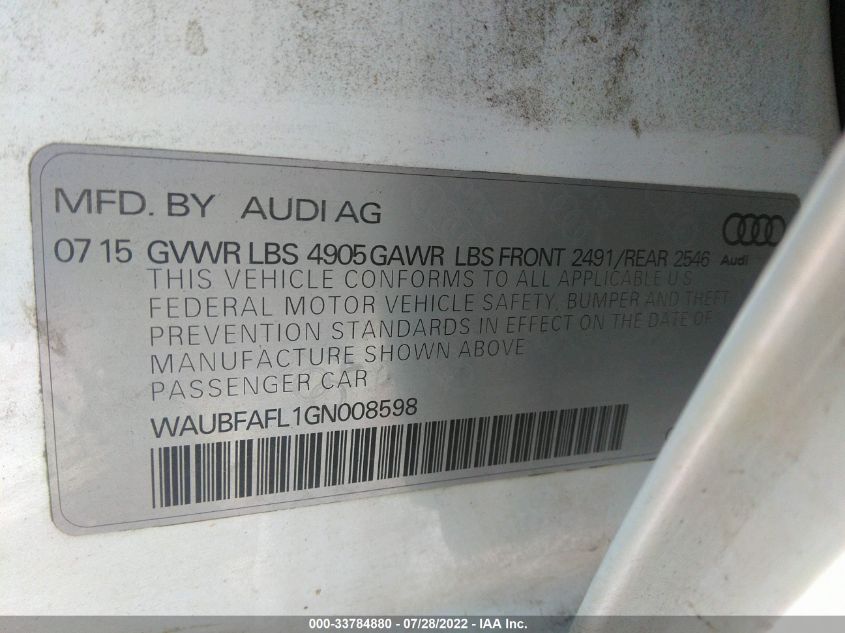 MFD. BY AUDI AG
07 15 GVWR LBS 4905 GAWR LBS FRONT 2491/REAR 2546
Audi
THIS VEHICLE CONFORMS TO ALL APPLICABLE U.S
FEDERAL MOTOR VEHICLE SAFETY, BUMPER AND THEFT
PREVENTION STANDARDS IN EFFECT ON THE DATE OF
MANUFACTURE SHOWN ABOVE
PASSENGER CAR
WAUBFAFL1GN008598
000-33784880 - 07/28/2022 - IAA Inc.